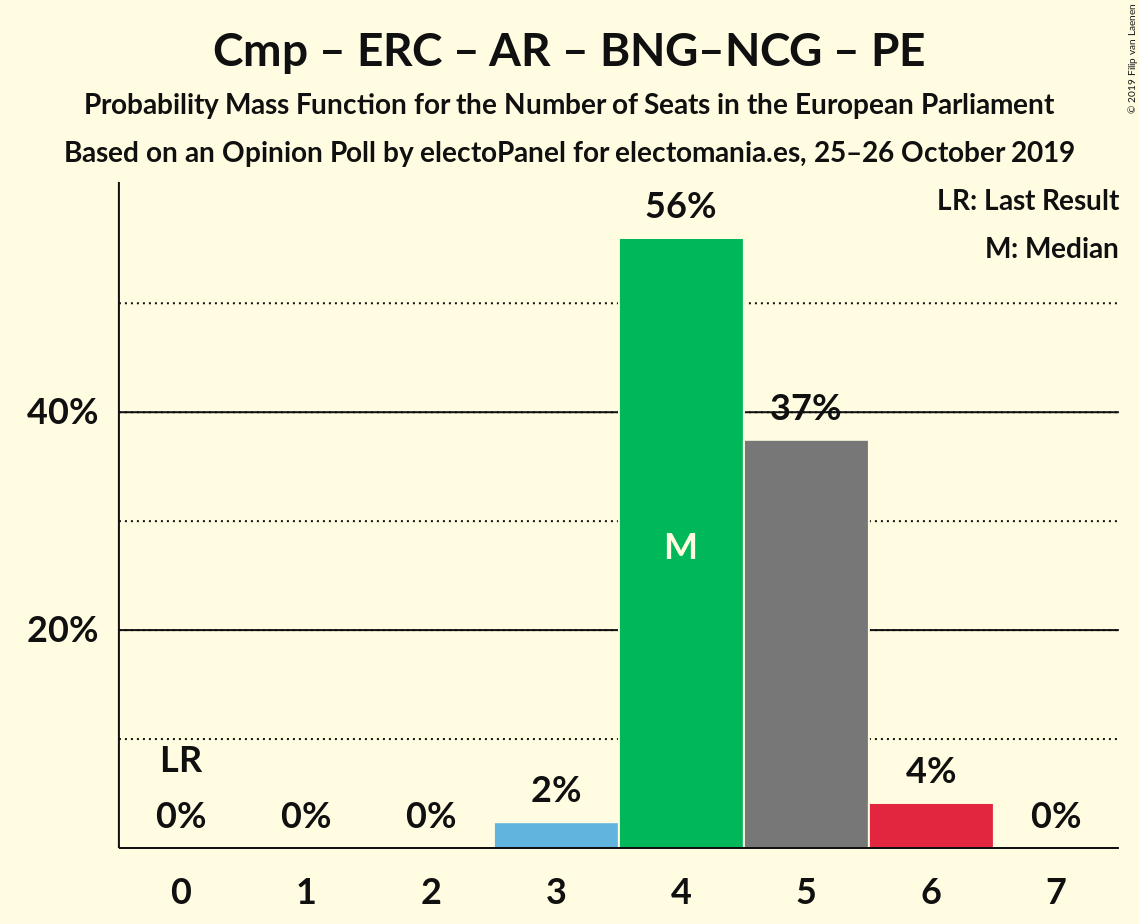 Cmp – ERC – AR – BNG–NCG – PE
Probability Mass Function for the Number of Seats in the European Parliament
Based on an Opinion Poll by electoPanel for electomania.es, 25–26 October 2019
© 2019 Filip van Laenen
LR: Last Result
M: Median
56%
40%
37%
M
20%
LR
0%
0%
0%
2%
4%
0%
0
1
2
3
4
5
6
7